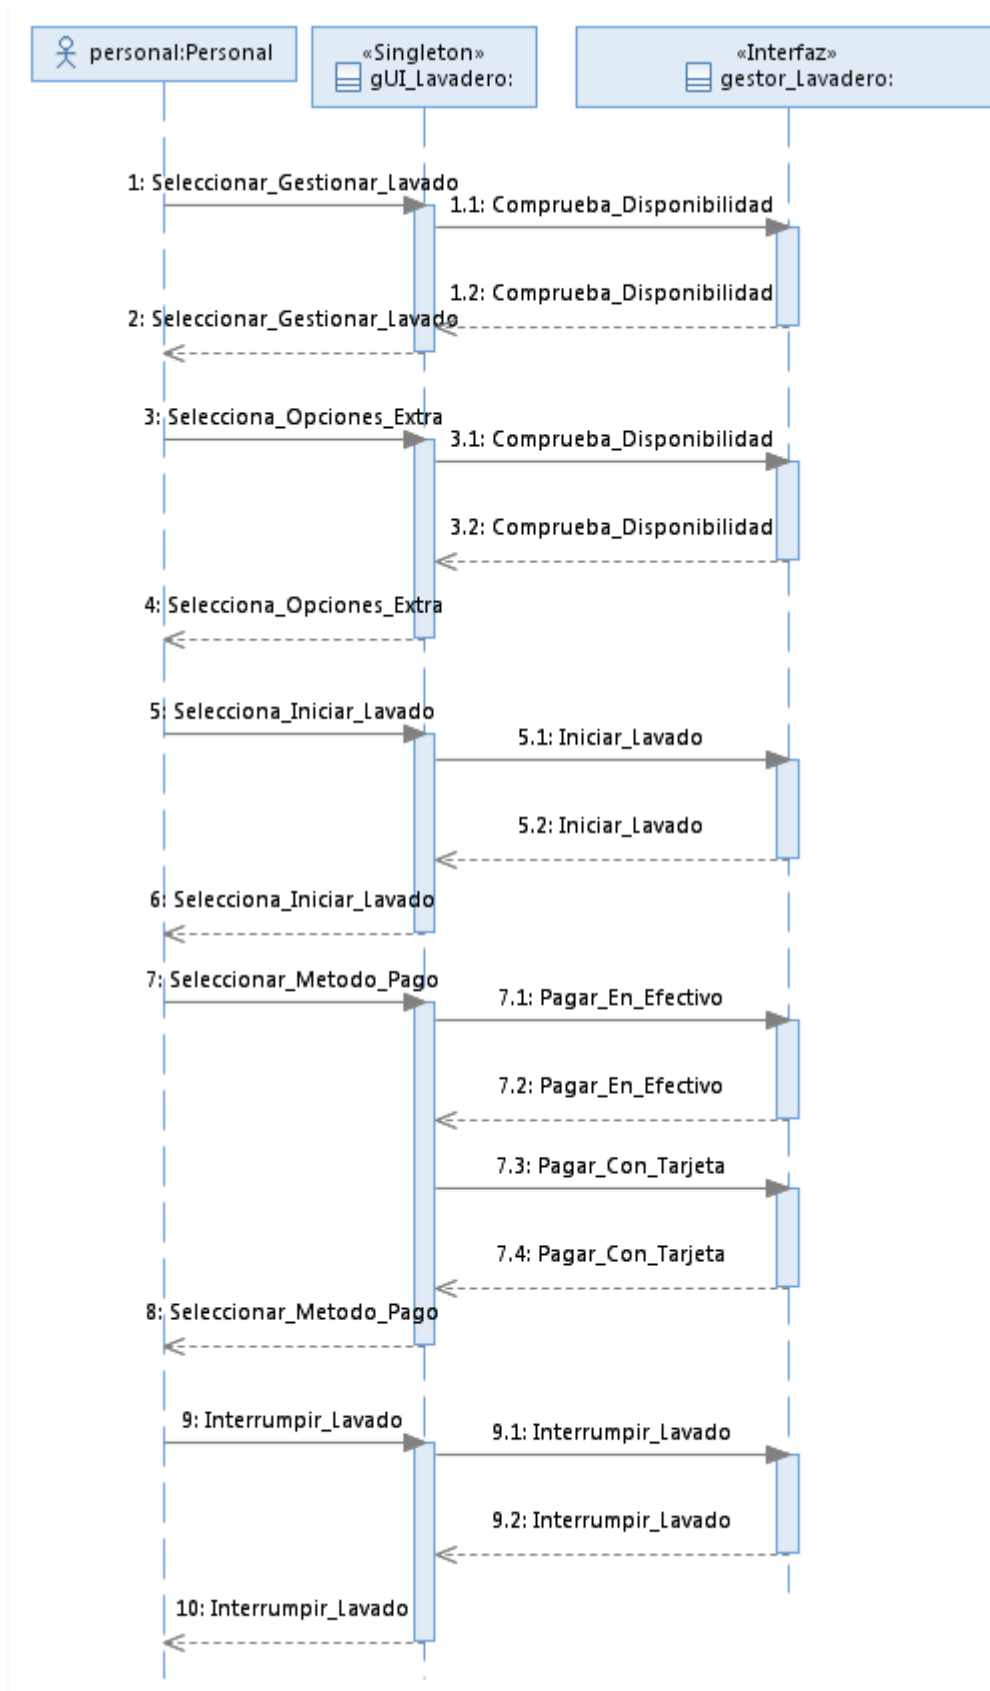 personal:Personal
«Singleton»
gUI_Lavadero:
«Interfaz»
gestor_Lavadero:
1: Seleccionar_Gestionar_Lavado
1.1: Comprueba_Disponibilidad
1.2: Comprueba_Disponibilidad
2: Seleccionar_Gestionar_Lavado
3: Selecciona_Opciones_Extra
3.1: Comprueba_Disponibilidad
3.2: Comprueba_Disponibilidad
4: Selecciona_Opciones_Extra
5: Selecciona_Iniciar_Lavado
5.1: Iniciar_Lavado
5.2: Iniciar_Lavado
6: Selecciona_Iniciar_Lavado
7: Seleccionar_Metodo_Pago
7.1: Pagar_En_Efectivo
7.2: Pagar_En_Efectivo
7.3: Pagar_Con_Tarjeta
7.4: Pagar_Con_Tarjeta
8: Seleccionar_Metodo_Pago
9: Interrumpir_Lavado
9.1: Interrumpir_Lavado
9.2: Interrumpir_Lavado
10: Interrumpir_Lavado